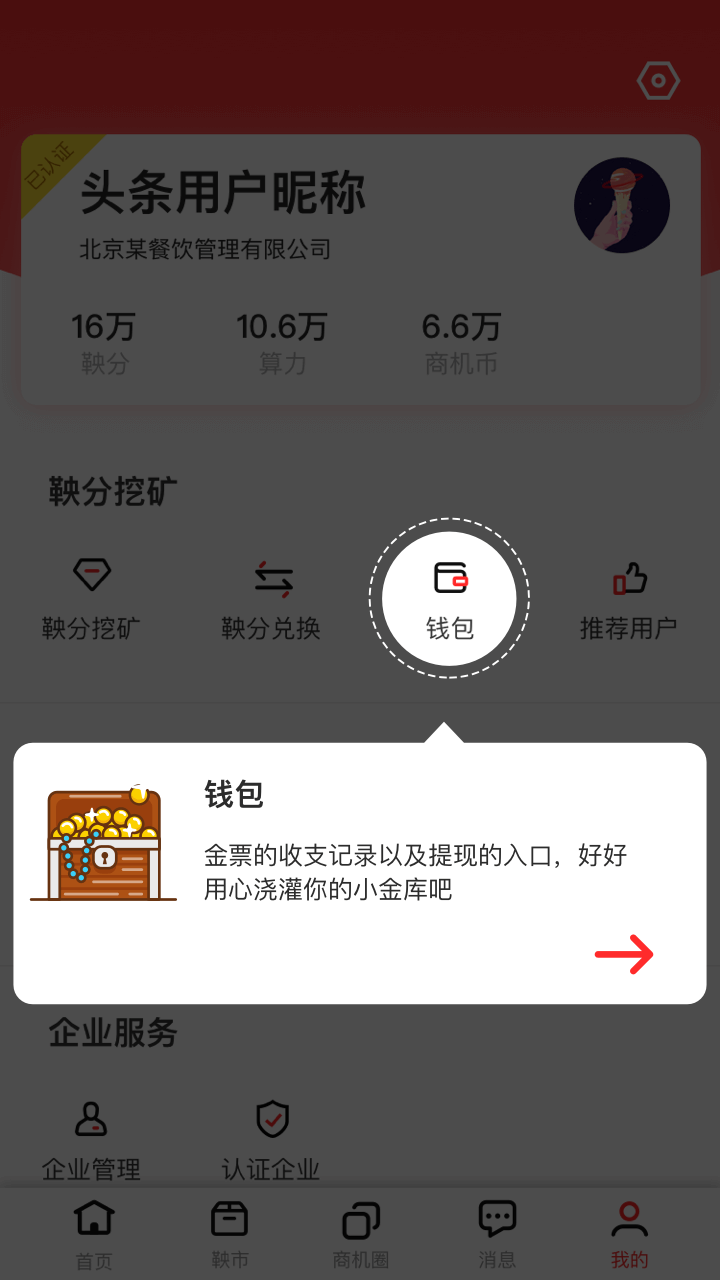 已认证
头条用户昵称
北京某餐饮管理有限公司
16万 10.6万 6.6万
鞅分 算力 商机币
鞅分挖矿
鞅分挖矿 鞅分兑换 钱包 推荐用户
钱包
金票的收支记录以及提现的入口，好好
用心浇灌你的小金库吧
企业服务
企业管理 认证企业
首页 鞅市 商机圈 消息 我的